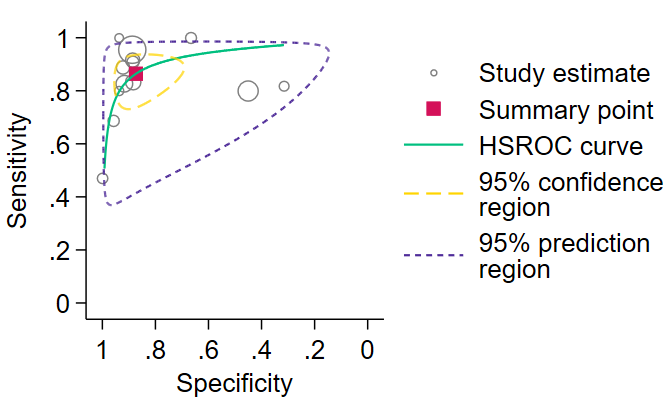 Sensitivity
1
.8
.6
.4
.2
0
1 .8 .6 .4 .2 0
Specificity
Study estimate
Summary point
HSROC curve
95% confidence
region
95% prediction
region